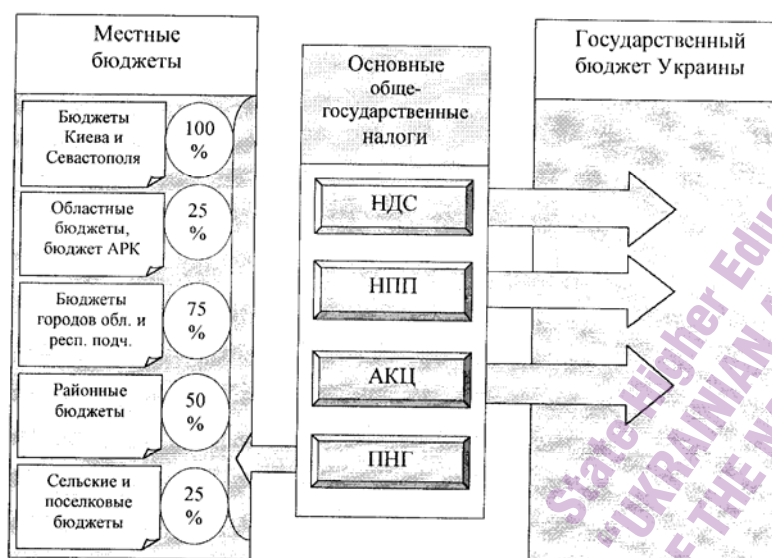 Местные
бюджеты
Бюджеты
Киева и
Севастополя
100
%
Областные
бюджеты,
бюджет АРК
25
%
Бюджеты
городов обл. и
респ. подч.
75
%
Районные
бюджеты
50
%
Сельские и
поселковые
бюджеты
25
%
Основные
обще-
государственные
налоги
НДС
НПП
АКЦ
ПНГ
Государственный
бюджет Украины
State Higher Edu
"UKRAINIAN A
E THE N